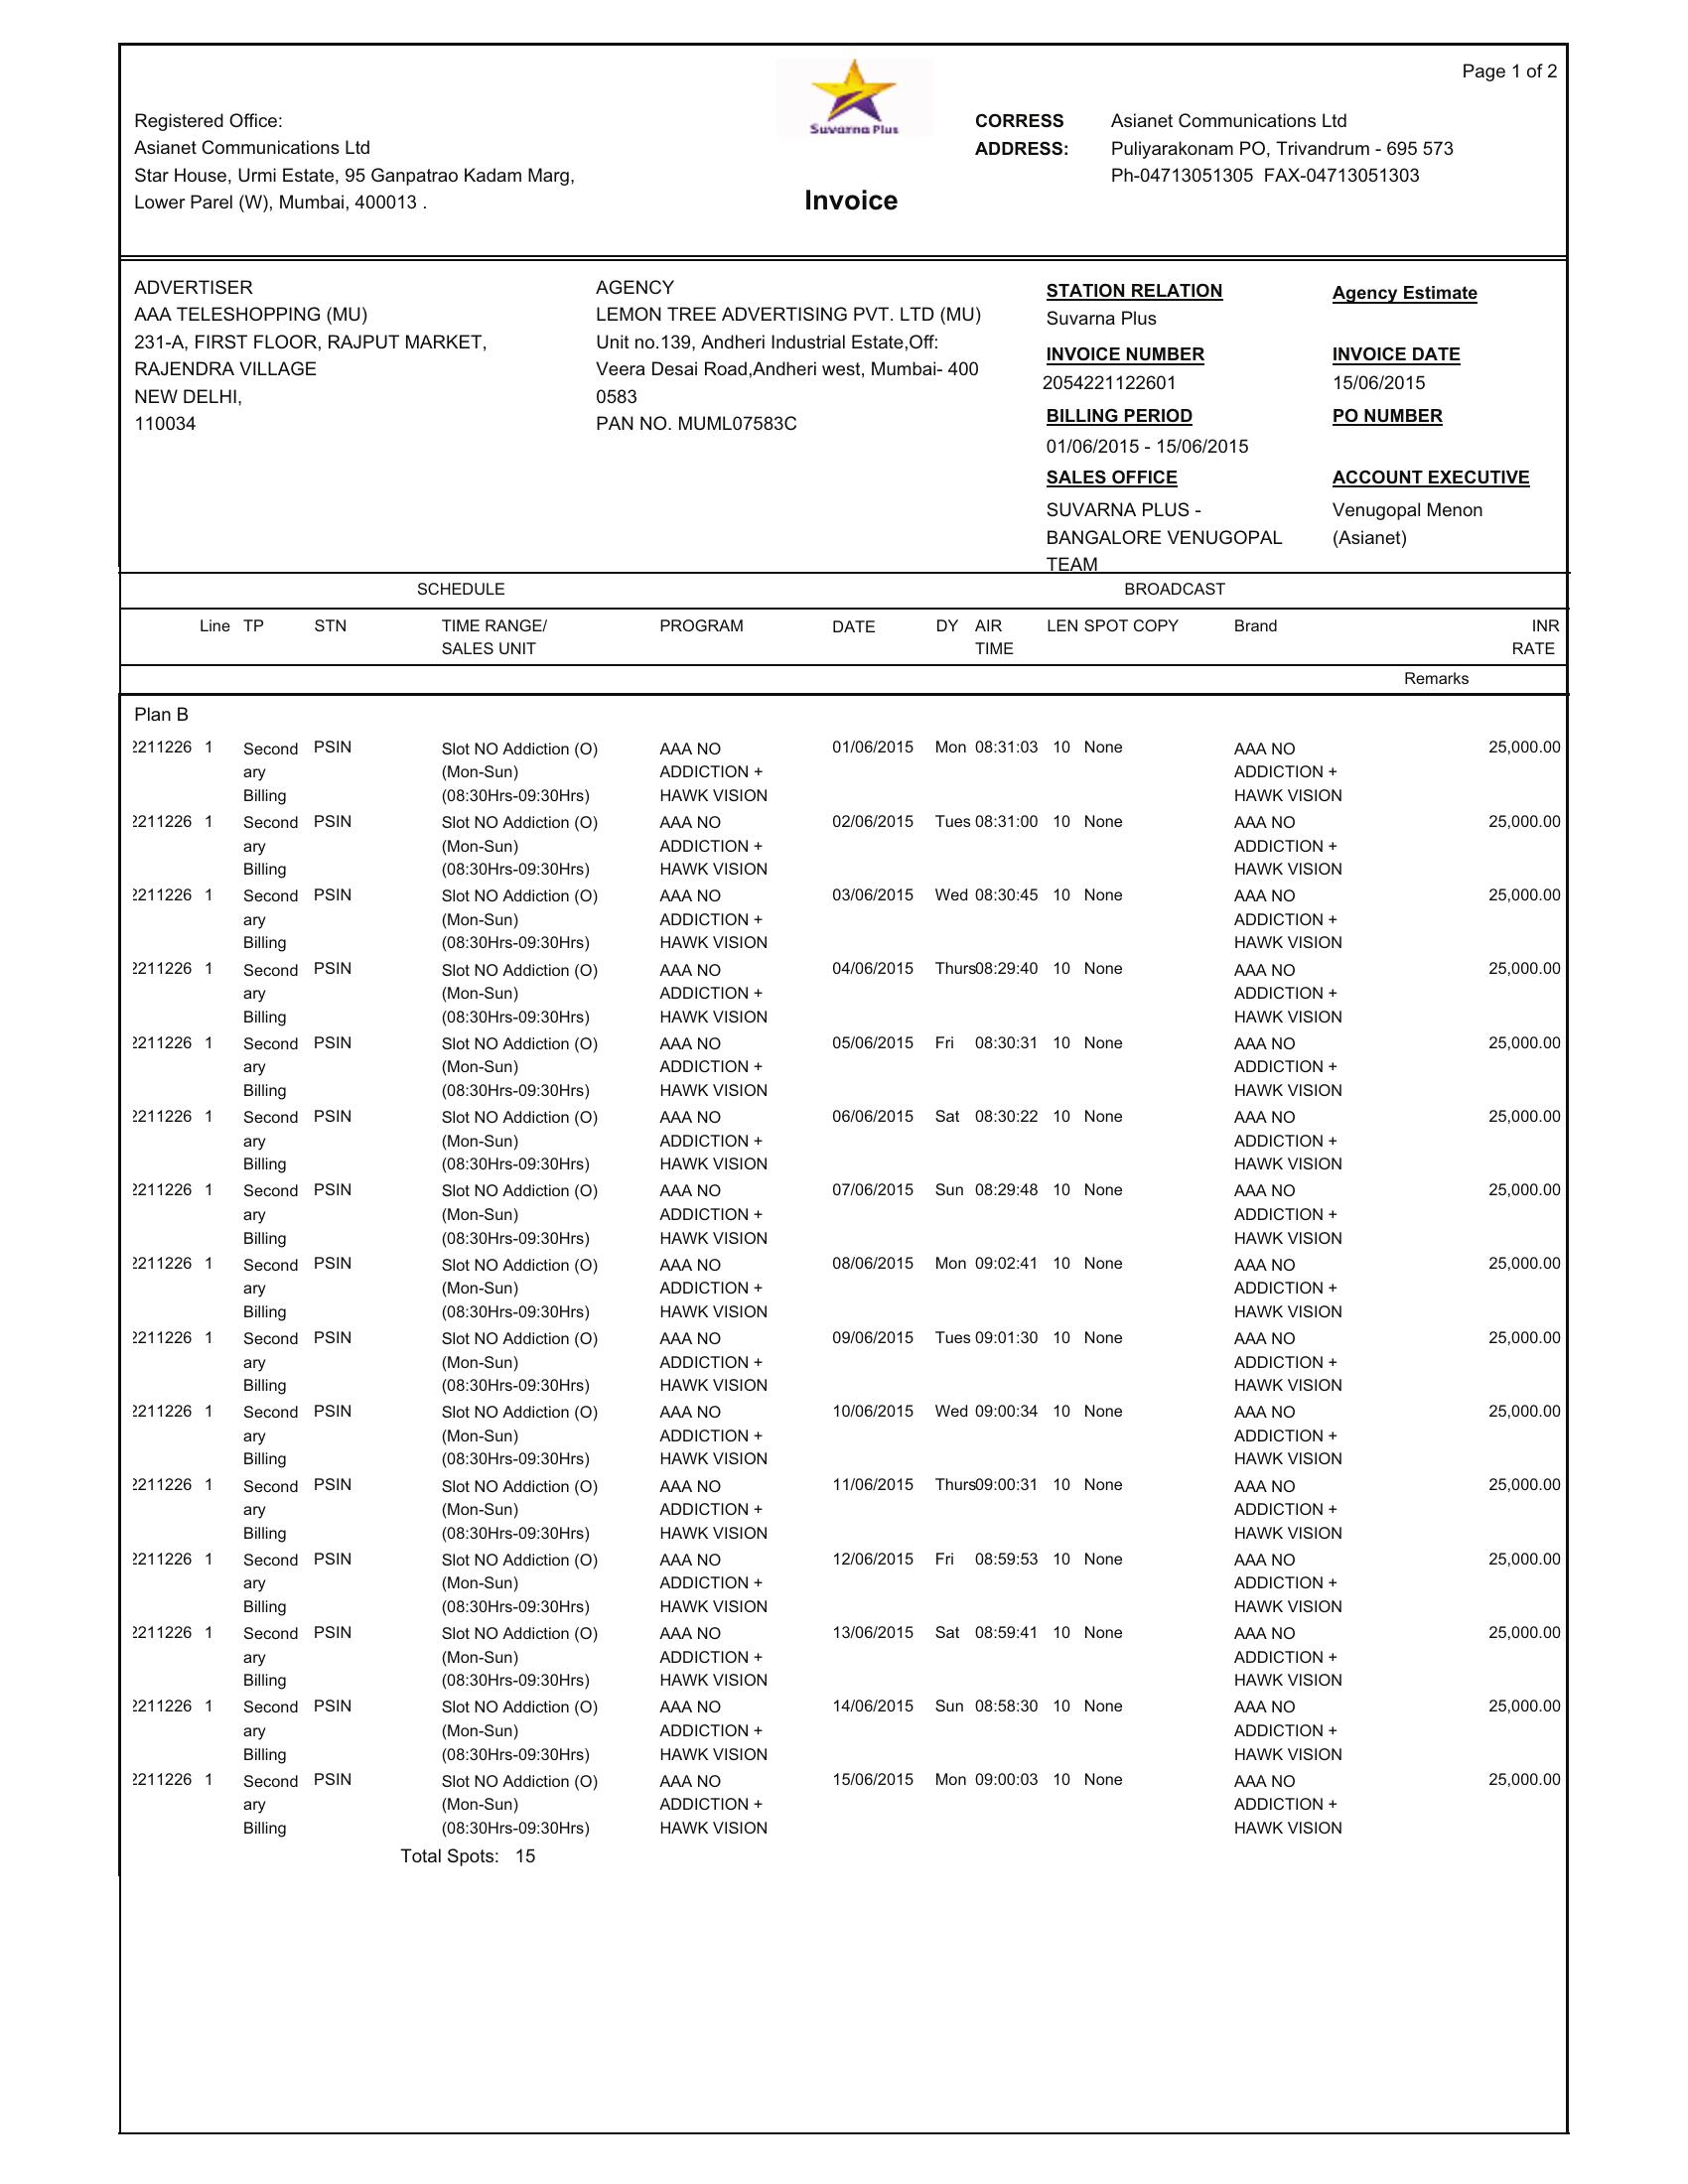 Page 1 of 2
Suvarna Plus
Registered Office:
Asianet Communications Ltd
Star House, Urmi Estate, 95 Ganpatrao Kadam Marg,
Lower Parel (W), Mumbai, 400013 .
Invoice
CORRESS ADDRESS:
Asianet Communications Ltd
Puliyarakonam PO, Trivandrum - 695 573
Ph-04713051305 FAX-04713051303
ADVERTISER
AAA TELESHOPPING (MU)
231-A, FIRST FLOOR, RAJPUT MARKET,
RAJENDRA VILLAGE
NEW DELHI,
110034
AGENCY
LEMON TREE ADVERTISING PVT. LTD (MU)
Unit no.139, Andheri Industrial Estate,Off:
Veera Desai Road,Andheri west, Mumbai- 400
0583
PAN NO. MUML07583C
STATION RELATION
Suvarna Plus
Agency Estimate
INVOICE NUMBER
2054221122601
INVOICE DATE
15/06/2015
BILLING PERIOD
01/06/2015 - 15/06/2015
PO NUMBER
SALES OFFICE
SUVARNA PLUS -
BANGALORE VENUGOPAL
TEAM
ACCOUNT EXECUTIVE
Venugopal Menon
(Asianet)
SCHEDULE BROADCAST
Line TP STN TIME RANGE/ PROGRAM DATE DY AIR LEN SPOT COPY Brand INR
SALES UNIT TIME RATE
Remarks
Plan B
2211226 1 Second PSIN Slot NO Addiction (O) AAA NO 01/06/2015 Mon 08:31:03 10 None AAA NO 25,000.00
ary (Mon-Sun) ADDICTION + ADDICTION +
Billing (08:30Hrs-09:30Hrs) HAWK VISION HAWK VISION
2211226 1 Second PSIN Slot NO Addiction (O) AAA NO 02/06/2015 Tues 08:31:00 10 None AAA NO 25,000.00
ary (Mon-Sun) ADDICTION + ADDICTION +
Billing (08:30Hrs-09:30Hrs) HAWK VISION HAWK VISION
2211226 1 Second PSIN Slot NO Addiction (O) AAA NO 03/06/2015 Wed 08:30:45 10 None AAA NO 25,000.00
ary (Mon-Sun) ADDICTION + ADDICTION +
Billing (08:30Hrs-09:30Hrs) HAWK VISION HAWK VISION
2211226 1 Second PSIN Slot NO Addiction (O) AAA NO 04/06/2015 Thurs 08:29:40 10 None AAA NO 25,000.00
ary (Mon-Sun) ADDICTION + ADDICTION +
Billing (08:30Hrs-09:30Hrs) HAWK VISION HAWK VISION
2211226 1 Second PSIN Slot NO Addiction (O) AAA NO 05/06/2015 Fri 08:30:31 10 None AAA NO 25,000.00
ary (Mon-Sun) ADDICTION + ADDICTION +
Billing (08:30Hrs-09:30Hrs) HAWK VISION HAWK VISION
2211226 1 Second PSIN Slot NO Addiction (O) AAA NO 06/06/2015 Sat 08:30:22 10 None AAA NO 25,000.00
ary (Mon-Sun) ADDICTION + ADDICTION +
Billing (08:30Hrs-09:30Hrs) HAWK VISION HAWK VISION
2211226 1 Second PSIN Slot NO Addiction (O) AAA NO 07/06/2015 Sun 08:29:48 10 None AAA NO 25,000.00
ary (Mon-Sun) ADDICTION + ADDICTION +
Billing (08:30Hrs-09:30Hrs) HAWK VISION HAWK VISION
2211226 1 Second PSIN Slot NO Addiction (O) AAA NO 08/06/2015 Mon 09:02:41 10 None AAA NO 25,000.00
ary (Mon-Sun) ADDICTION + ADDICTION +
Billing (08:30Hrs-09:30Hrs) HAWK VISION HAWK VISION
2211226 1 Second PSIN Slot NO Addiction (O) AAA NO 09/06/2015 Tues 09:01:30 10 None AAA NO 25,000.00
ary (Mon-Sun) ADDICTION + ADDICTION +
Billing (08:30Hrs-09:30Hrs) HAWK VISION HAWK VISION
2211226 1 Second PSIN Slot NO Addiction (O) AAA NO 10/06/2015 Wed 09:00:34 10 None AAA NO 25,000.00
ary (Mon-Sun) ADDICTION + ADDICTION +
Billing (08:30Hrs-09:30Hrs) HAWK VISION HAWK VISION
2211226 1 Second PSIN Slot NO Addiction (O) AAA NO 11/06/2015 Thurs 09:00:31 10 None AAA NO 25,000.00
ary (Mon-Sun) ADDICTION + ADDICTION +
Billing (08:30Hrs-09:30Hrs) HAWK VISION HAWK VISION
2211226 1 Second PSIN Slot NO Addiction (O) AAA NO 12/06/2015 Fri 08:59:53 10 None AAA NO 25,000.00
ary (Mon-Sun) ADDICTION + ADDICTION +
Billing (08:30Hrs-09:30Hrs) HAWK VISION HAWK VISION
2211226 1 Second PSIN Slot NO Addiction (O) AAA NO 13/06/2015 Sat 08:59:41 10 None AAA NO 25,000.00
ary (Mon-Sun) ADDICTION + ADDICTION +
Billing (08:30Hrs-09:30Hrs) HAWK VISION HAWK VISION
2211226 1 Second PSIN Slot NO Addiction (O) AAA NO 14/06/2015 Sun 08:58:30 10 None AAA NO 25,000.00
ary (Mon-Sun) ADDICTION + ADDICTION +
Billing (08:30Hrs-09:30Hrs) HAWK VISION HAWK VISION
2211226 1 Second PSIN Slot NO Addiction (O) AAA NO 15/06/2015 Mon 09:00:03 10 None AAA NO 25,000.00
ary (Mon-Sun) ADDICTION + ADDICTION +
Billing (08:30Hrs-09:30Hrs) HAWK VISION HAWK VISION
Total Spots: 15